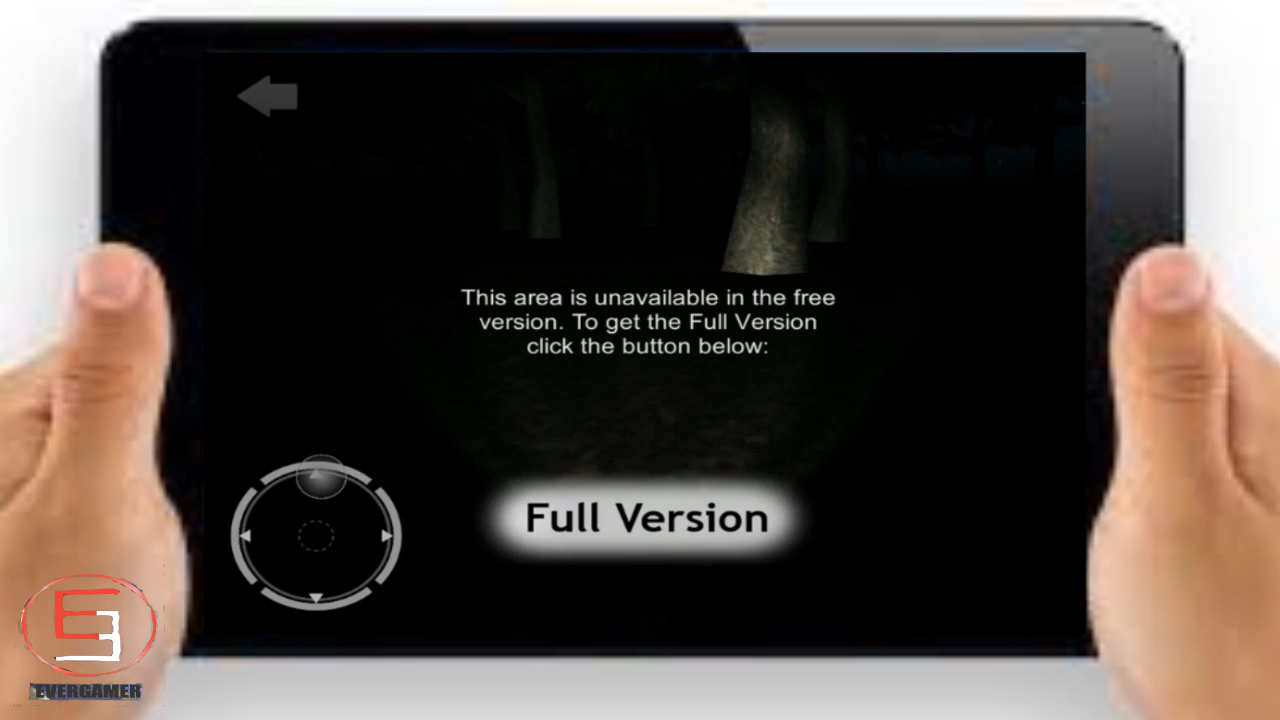 This area is unavailable in the free
version. To get the Full Version
click the button below:
Full Version
EVERGAMER